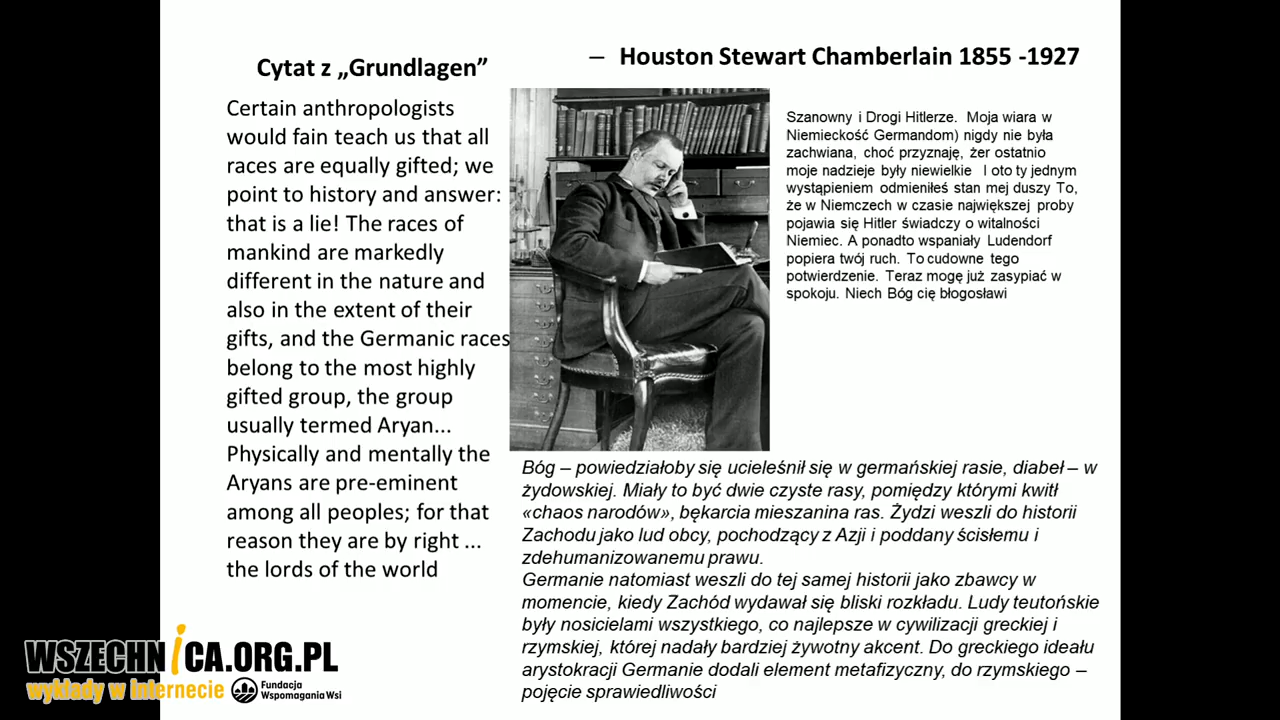 Cytat z „Grundlagen”
Certain anthropologists
would fain teach us that all
races are equally gifted; we
point to history and answer:
that is a lie! The races of
mankind are markedly
different in the nature and
also in the extent of their
gifts, and the Germanic races
belong to the most highly
gifted group, the group
usually termed Aryan...
Physically and mentally the
Aryans are pre-eminent
among all peoples; for that
reason they are by right ...
the lords of the world
– Houston Stewart Chamberlain 1855 -1927
Szanowny i Drogi Hitlerze. Moja wiara w
Niemieckość Germandom) nigdy nie była
zachwiana, choć przyznaję, żer ostatnio
moje nadzieje były niewielkie I oto ty jednym
wystąpieniem odmieniłeś stan mej duszy To,
że w Niemczech w czasie największej proby
pojawia się Hitler świadczy o witalności
Niemiec. A ponadto wspaniały Ludendorf
popiera twój ruch. To cudowne tego
potwierdzenie. Teraz mogę już zasypiać w
spokoju. Niech Bóg cię błogosławi
Bóg – powiedziałoby się ucieleśnił się w germańskiej rasie, diabeł – w
żydowskiej. Miały to być dwie czyste rasy, pomiędzy którymi kwitł
«chaos narodów», bękarcia mieszanina ras. Żydzi weszli do historii
Zachodu jako lud obcy, pochodzący z Azji i poddany ścisłemu i
zdehumanizowanemu prawu.
Germanie natomiast weszli do tej samej historii jako zbawcy w
momencie, kiedy Zachód wydawał się bliski rozkładu. Ludy teutońskie
były nosicielami wszystkiego, co najlepsze w cywilizacji greckiej i
rzymskiej, której nadały bardziej żywotny akcent. Do greckiego ideału
arystokracji Germanie dodali element metafizyczny, do rzymskiego –
pojęcie sprawiedliwości
WSZECHNICA.ORG.PL
wykłady w internecie
Fundacja
Wspomagania Wsi